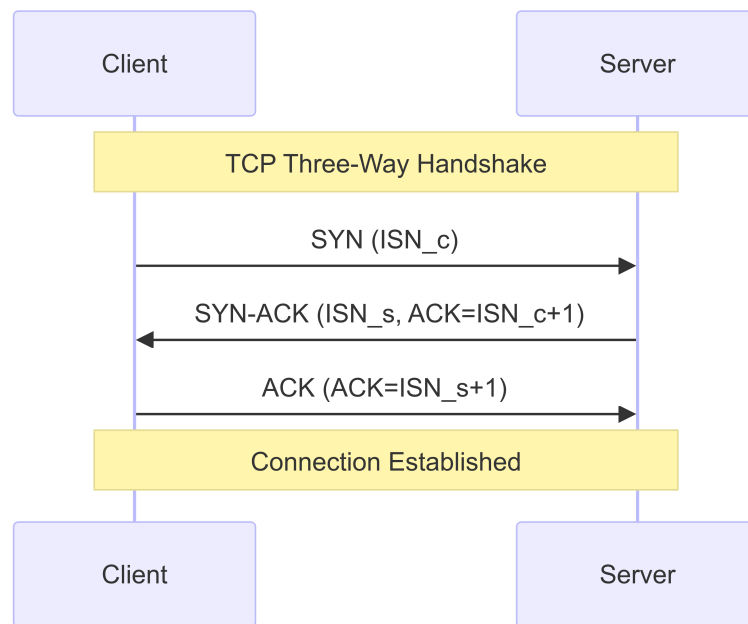 Client
Server
TCP Three-Way Handshake
SYN (ISN_c)
SYN-ACK (ISN_s, ACK=ISN_c+1)
ACK (ACK=ISN_s+1)
Connection Established
Client
Server